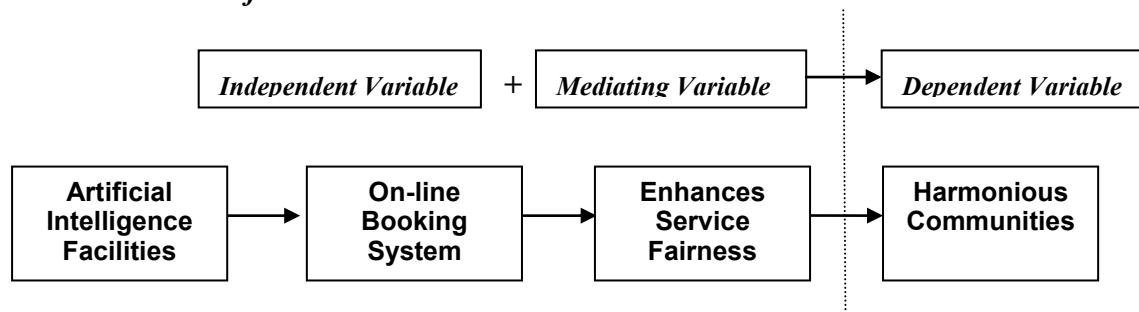 Independent Variable + Mediating Variable Dependent Variable
Artificial
Intelligence
Facilities
On-line
Booking
System
Enhances
Service
Fairness
Harmonious
Communities